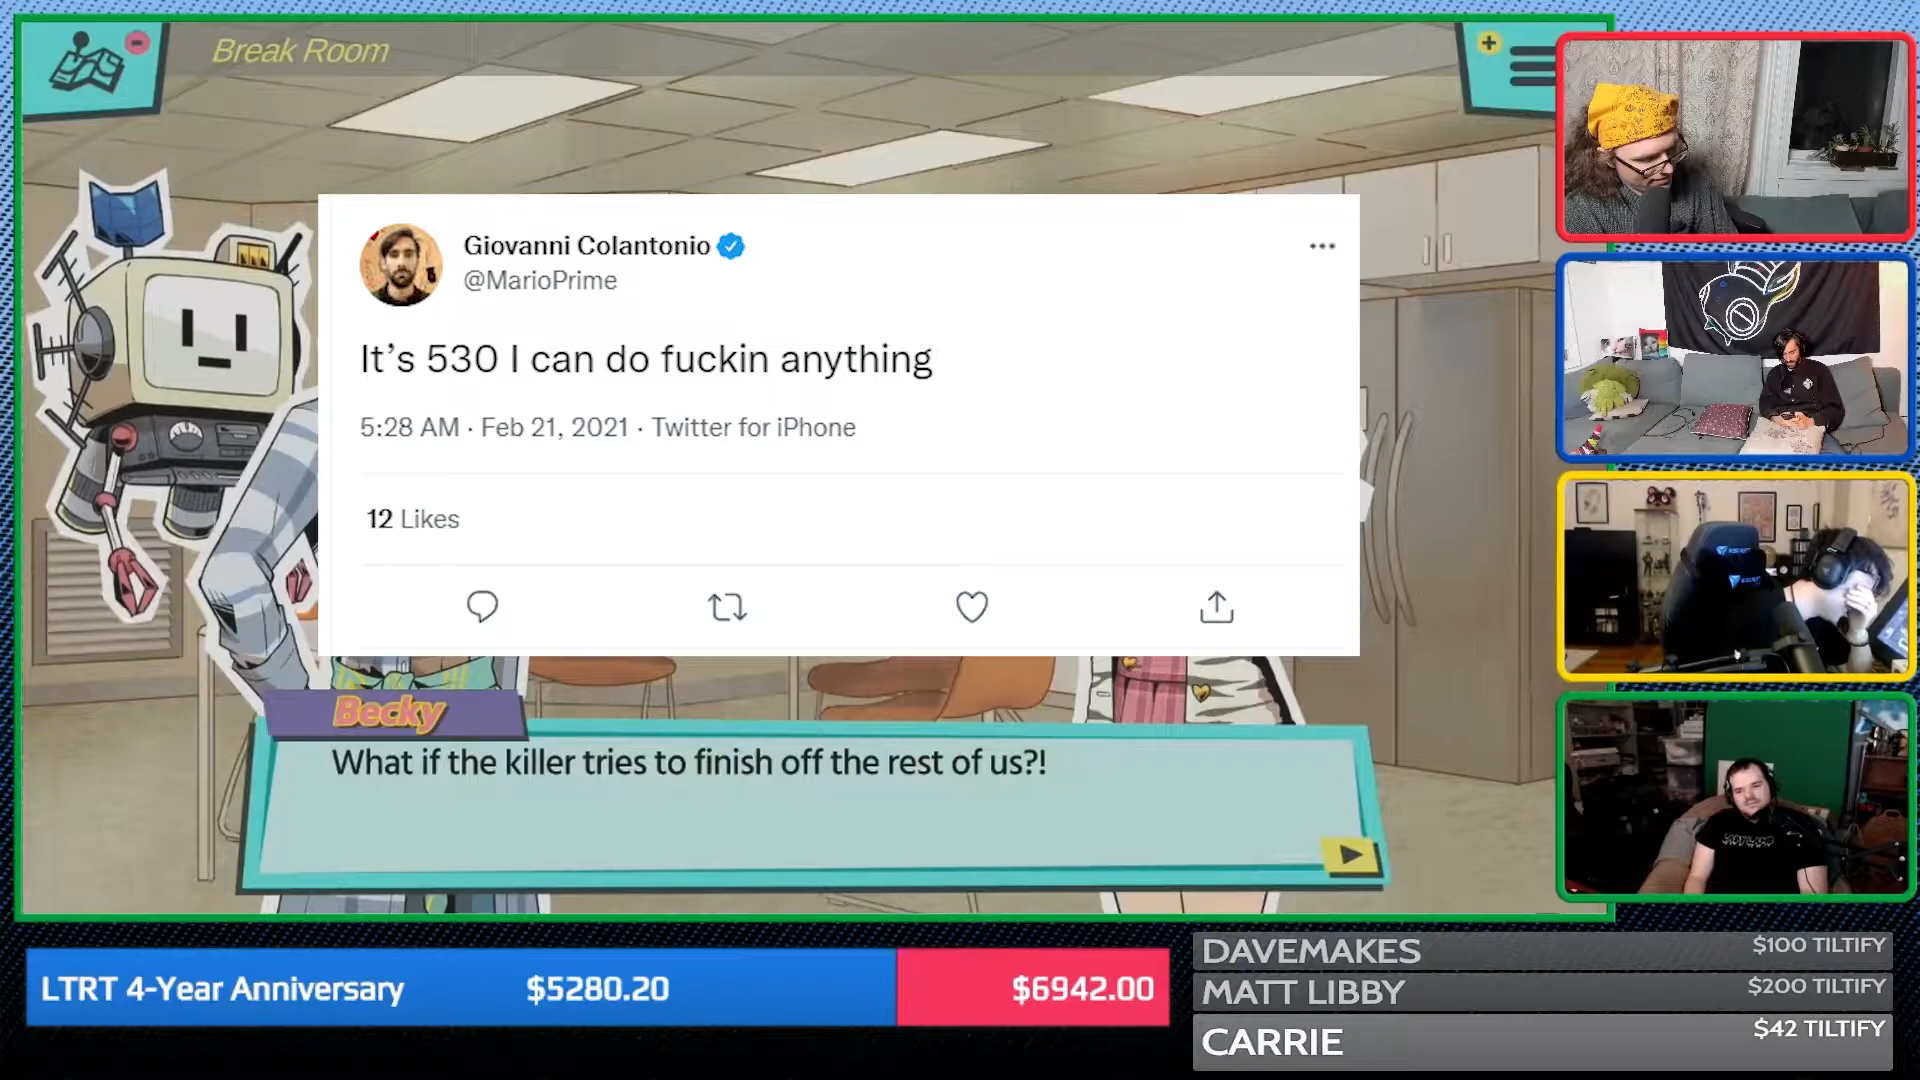 Break Room
Giovanni Colantonio
@MarioPrime
It’s 530 I can do fuckin anything
5:28 AM · Feb 21, 2021 · Twitter for iPhone
12 Likes
Becky
What if the killer tries to finish off the rest of us?!
LTRT 4-Year Anniversary $5280.20 $6942.00
DAVEMAKES $100 TILTIFY
MATT LIBBY $200 TILTIFY
CARRIE $42 TILTIFY